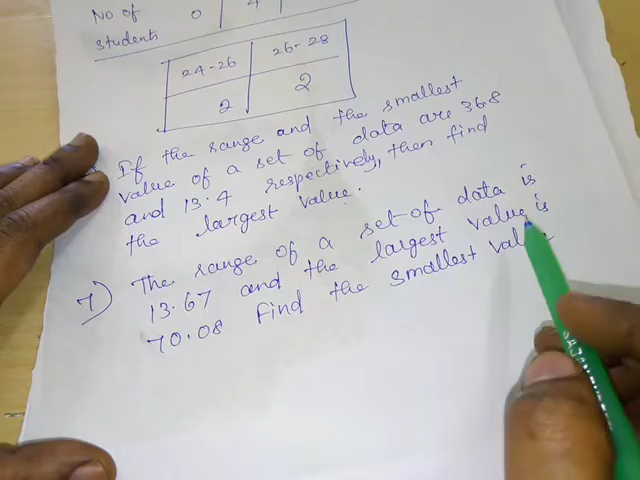 No of
students
0
4
24-26
26-28
2
2
If the range and the smallest
value of a set of data are 36.8
and 13.4 respectively, then find
the largest value.
7) The range of a set of data is
13.67 and the largest value is
70.08 Find the smallest value